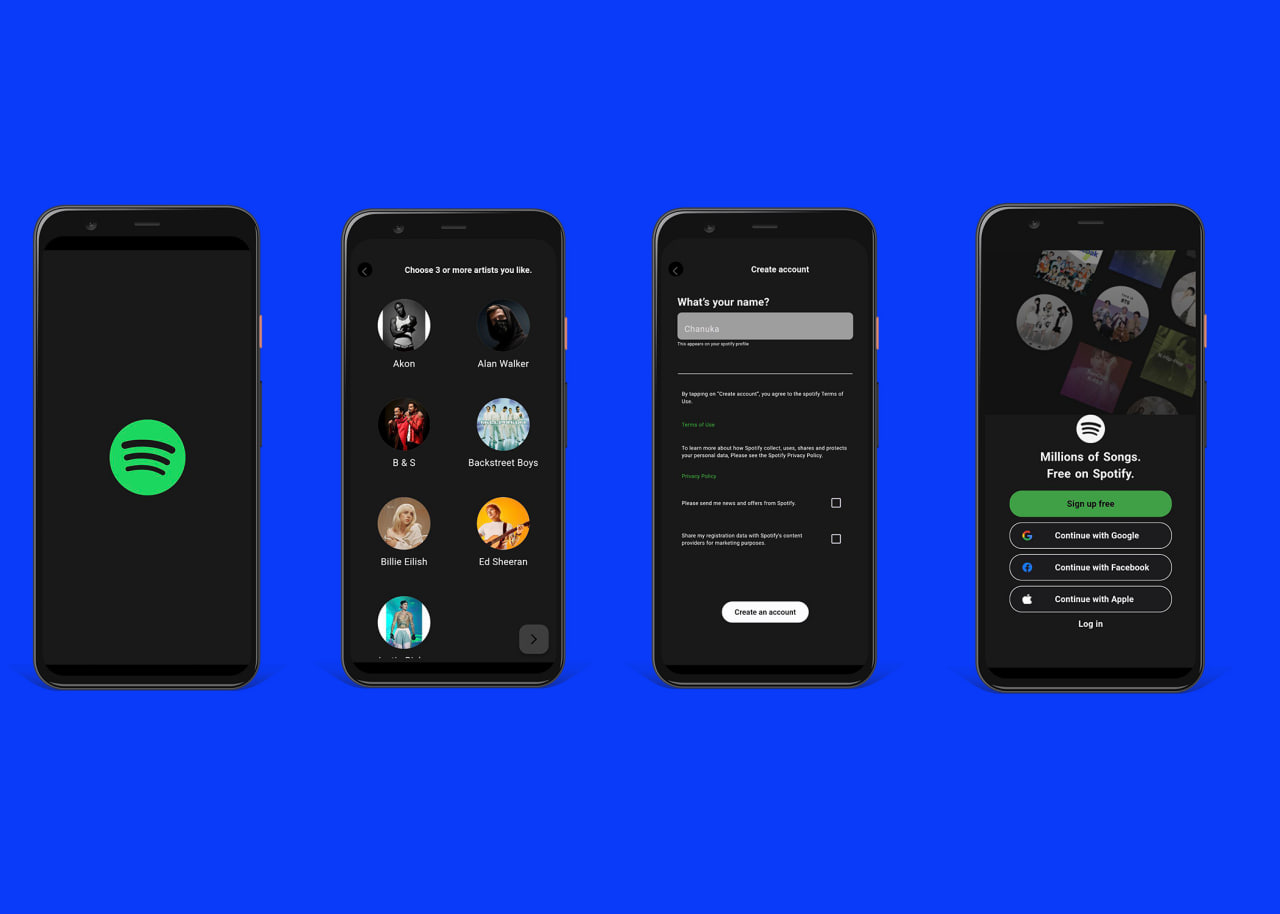 Choose 3 or more artists you like.
Akon
Alan Walker
B & S
Backstreet Boys
Billie Eilish
Ed Sheeran
Create account
What's your name?
Chanuka
This appears on your spotify profile
By tapping on "Create account", you agree to the spotify Terms of
Use.
Terms of Use
To learn more about how Spotify collect, uses, shares and protects
your personal data, Please see the Spotify Privacy Policy.
Privacy Policy
Please send me news and offers from Spotify.
Share my registration data with Spotify's content
providers for marketing purposes.
Create an account
This is
BTS
Millions of Songs.
Free on Spotify.
Sign up free
Continue with Google
Continue with Facebook
Continue with Apple
Log in